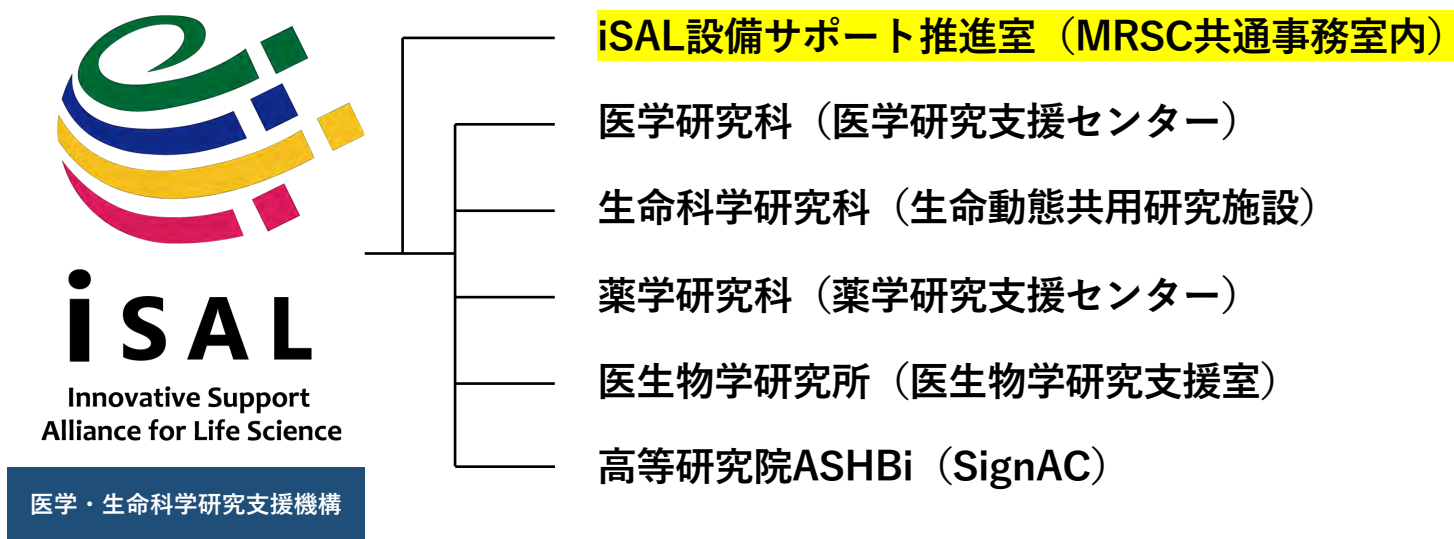 iSAL
Innovative Support
Alliance for Life Science
医学・生命科学研究支援機構
iSAL設備サポート推進室（MRSC共通事務室内）
医学研究科（医学研究支援センター）
生命科学研究科（生命動態共用研究施設）
薬学研究科（薬学研究支援センター）
医生物学研究所（医生物学研究支援室）
高等研究院ASHBi（SignAC）